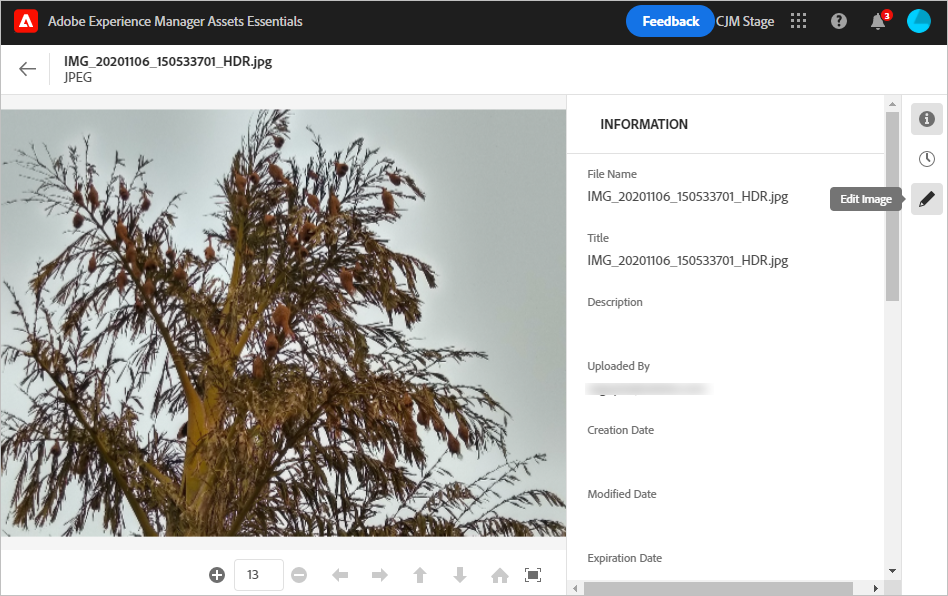 Adobe Experience Manager Assets Essentials
Feedback
CJM Stage
3
IMG_20201106_150533701_HDR.jpg
JPEG
INFORMATION
File Name
IMG_20201106_150533701_HDR.jpg
Edit Image
Title
IMG_20201106_150533701_HDR.jpg
Description
Uploaded By
Creation Date
Modified Date
Expiration Date
13